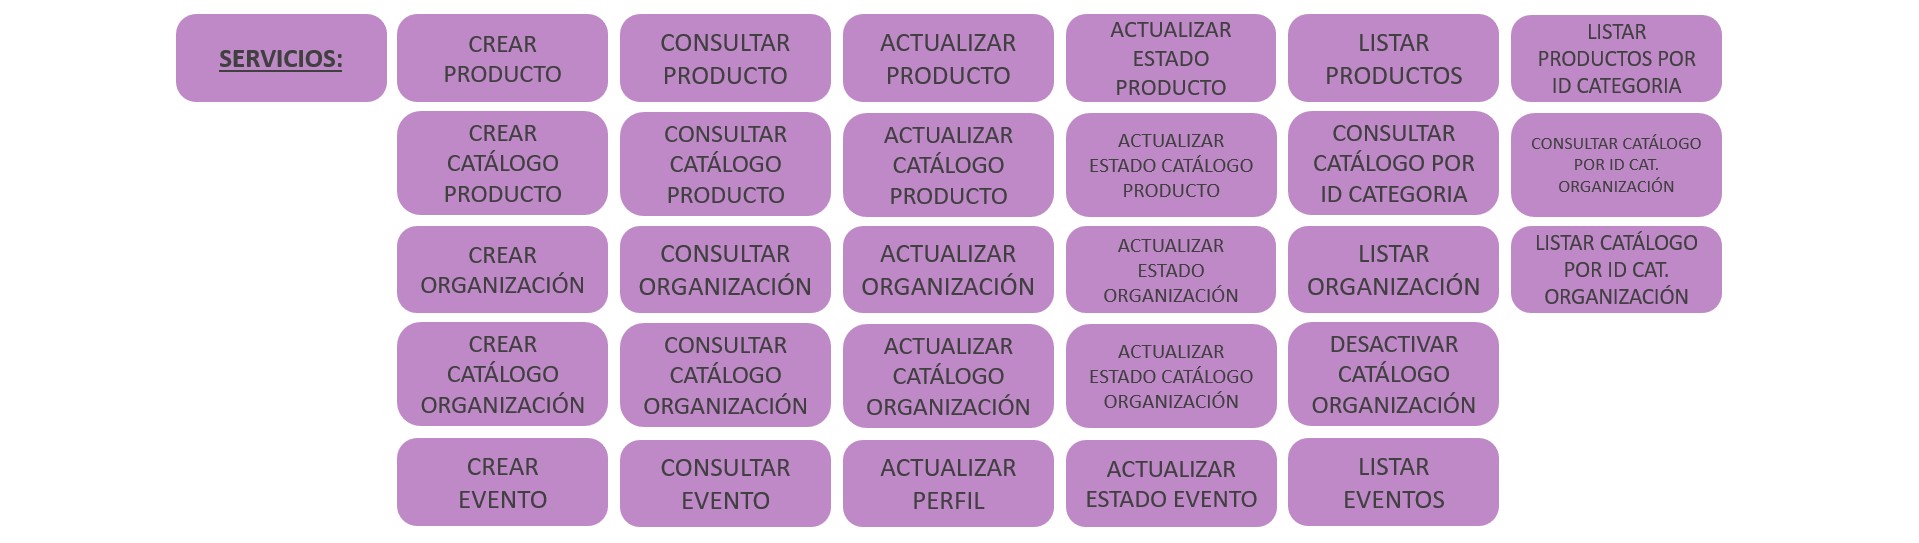 SERVICIOS:
CREAR
PRODUCTO
CONSULTAR
PRODUCTO
ACTUALIZAR
PRODUCTO
ACTUALIZAR
ESTADO
PRODUCTO
LISTAR
PRODUCTOS
LISTAR
PRODUCTOS POR
ID CATEGORIA
CREAR
CATÁLOGO
PRODUCTO
CONSULTAR
CATÁLOGO
PRODUCTO
ACTUALIZAR
CATÁLOGO
PRODUCTO
ACTUALIZAR
ESTADO CATÁLOGO
PRODUCTO
CONSULTAR
CATÁLOGO POR
ID CATEGORIA
CONSULTAR CATÁLOGO
POR ID CAT.
ORGANIZACIÓN
CREAR
ORGANIZACIÓN
CONSULTAR
ORGANIZACIÓN
ACTUALIZAR
ORGANIZACIÓN
ACTUALIZAR
ESTADO
ORGANIZACIÓN
LISTAR
ORGANIZACIÓN
LISTAR CATÁLOGO
POR ID CAT.
ORGANIZACIÓN
CREAR
CATÁLOGO
ORGANIZACIÓN
CONSULTAR
CATÁLOGO
ORGANIZACIÓN
ACTUALIZAR
CATÁLOGO
ORGANIZACIÓN
ACTUALIZAR
ESTADO CATÁLOGO
ORGANIZACIÓN
DESACTIVAR
CATÁLOGO
ORGANIZACIÓN
CREAR
EVENTO
CONSULTAR
EVENTO
ACTUALIZAR
PERFIL
ACTUALIZAR
ESTADO EVENTO
LISTAR
EVENTOS